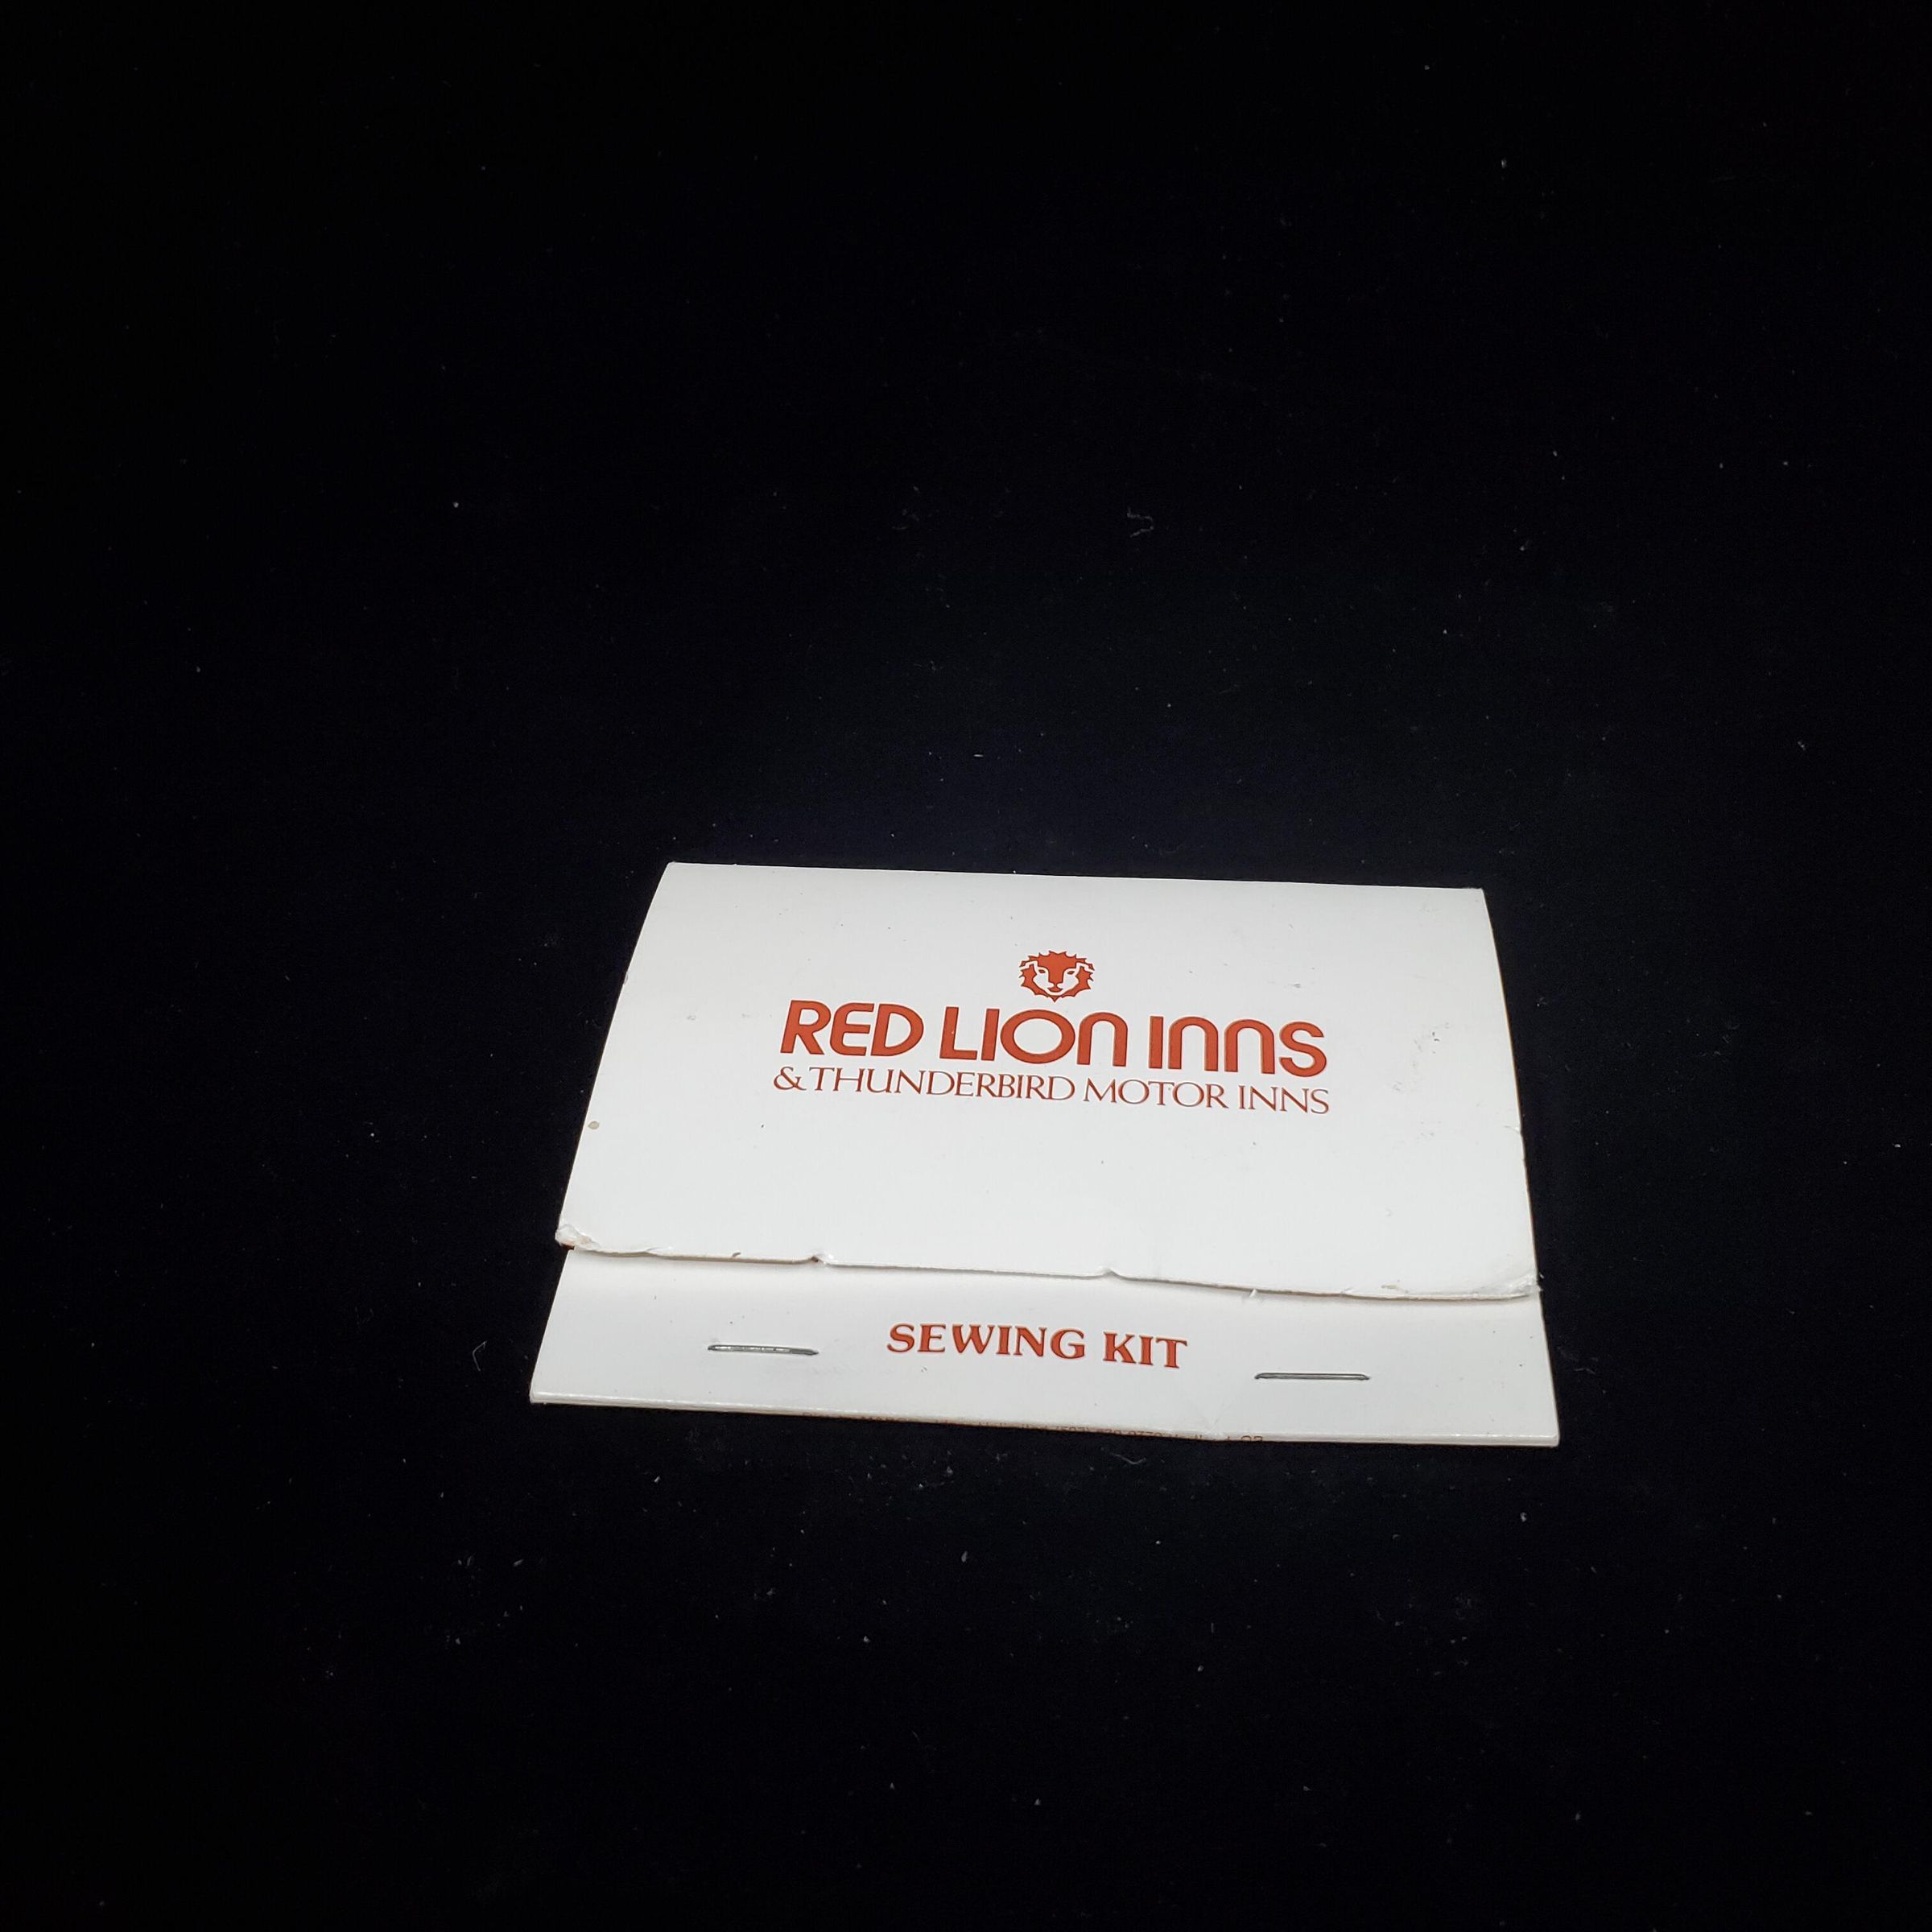 RED LION INNS
& THUNDERBIRD MOTOR INNS
SEWING KIT